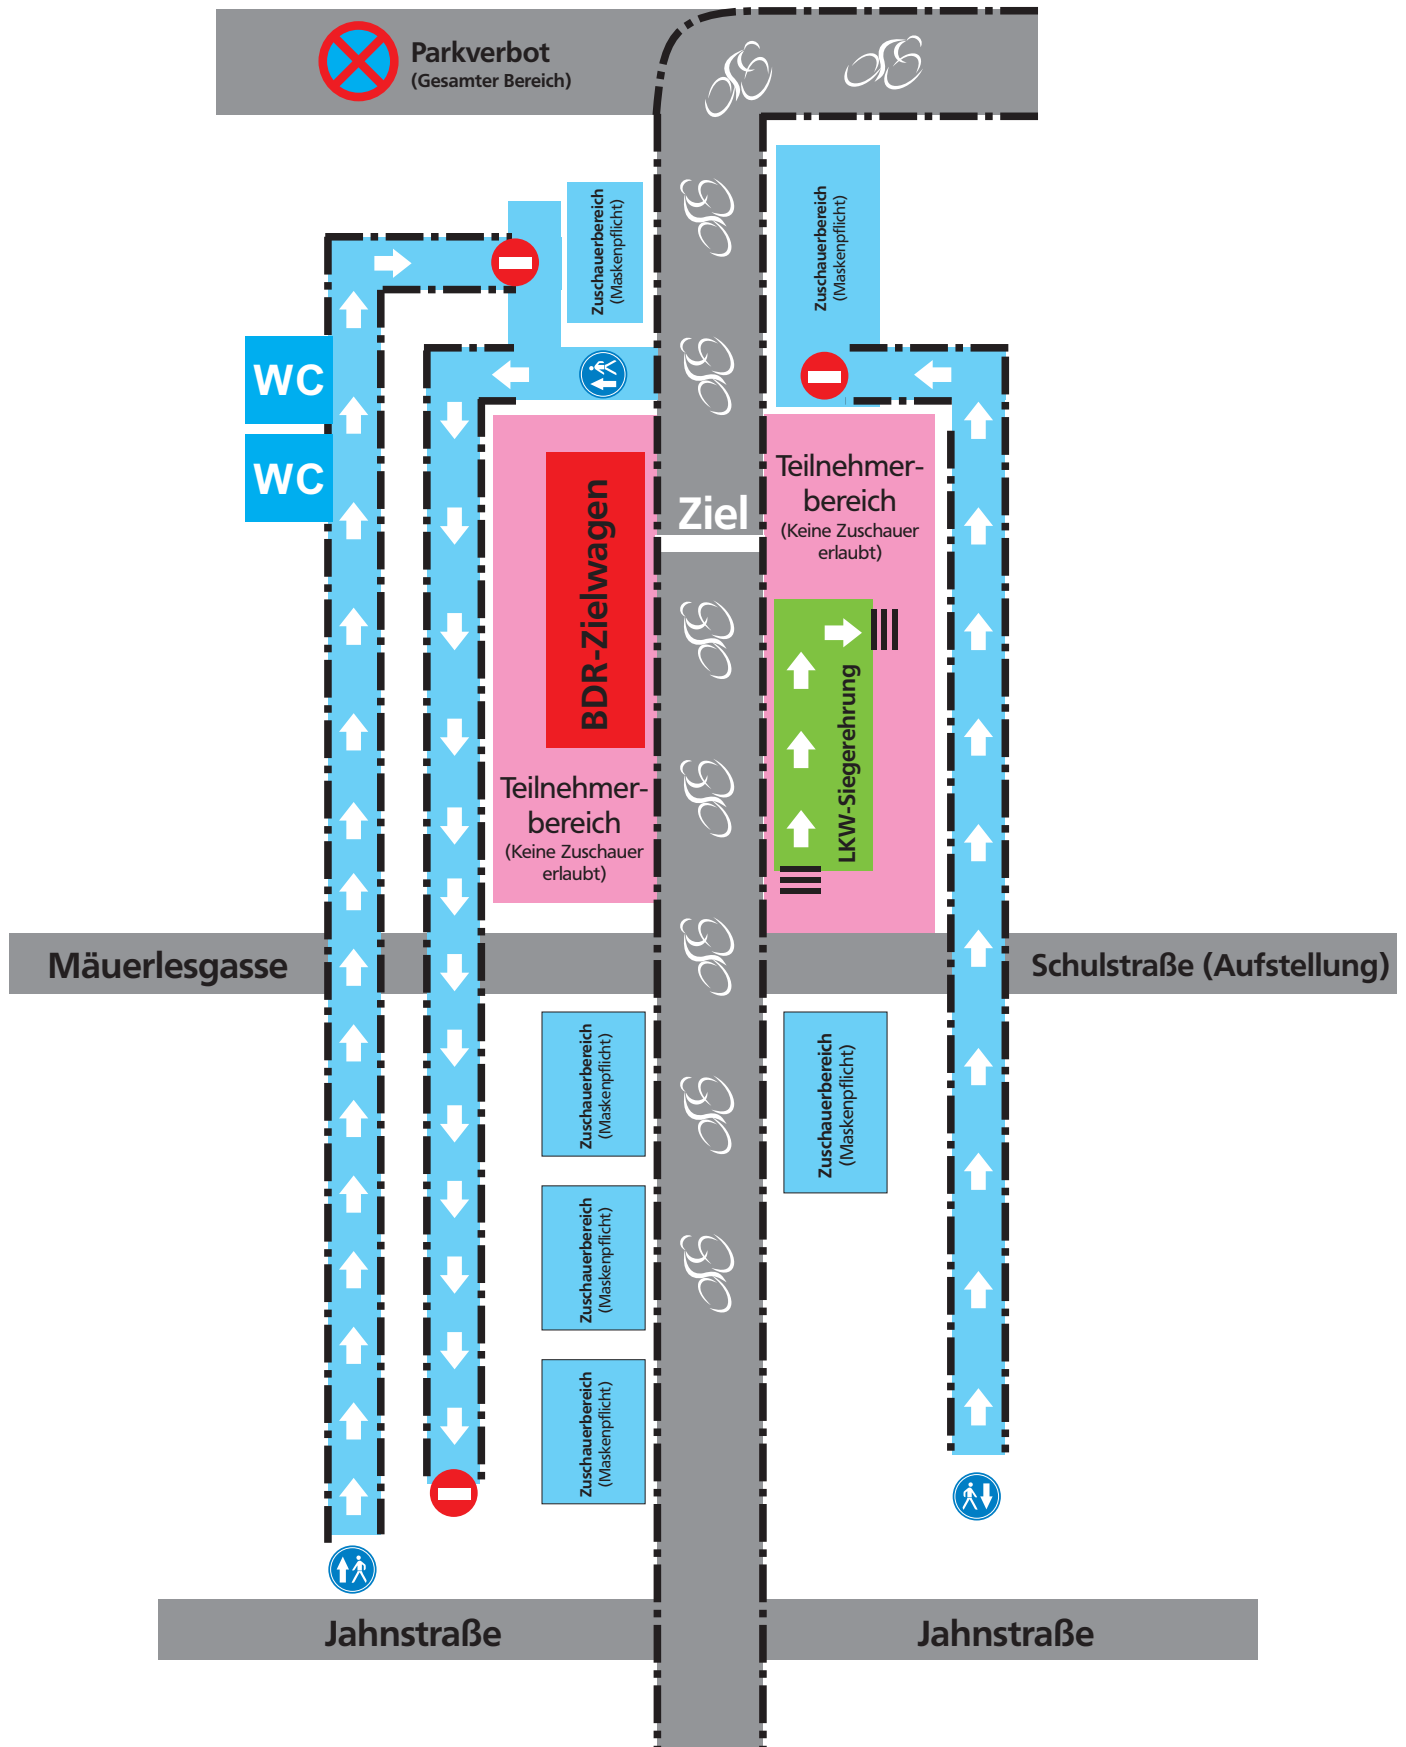 Parkverbot
(Gesamter Bereich)
Zuschauerbereich
(Maskenpflicht)
Zuschauerbereich
(Maskenpflicht)
WC
WC
BDR-Zielwagen
Ziel
Teilnehmer-
bereich
(Keine Zuschauer
erlaubt)
LKW-Siegerehrung
Teilnehmer-
bereich
(Keine Zuschauer
erlaubt)
Mäuerlesgasse
Schulstraße (Aufstellung)
Zuschauerbereich
(Maskenpflicht)
Zuschauerbereich
(Maskenpflicht)
Zuschauerbereich
(Maskenpflicht)
Zuschauerbereich
(Maskenpflicht)
Jahnstraße
Jahnstraße